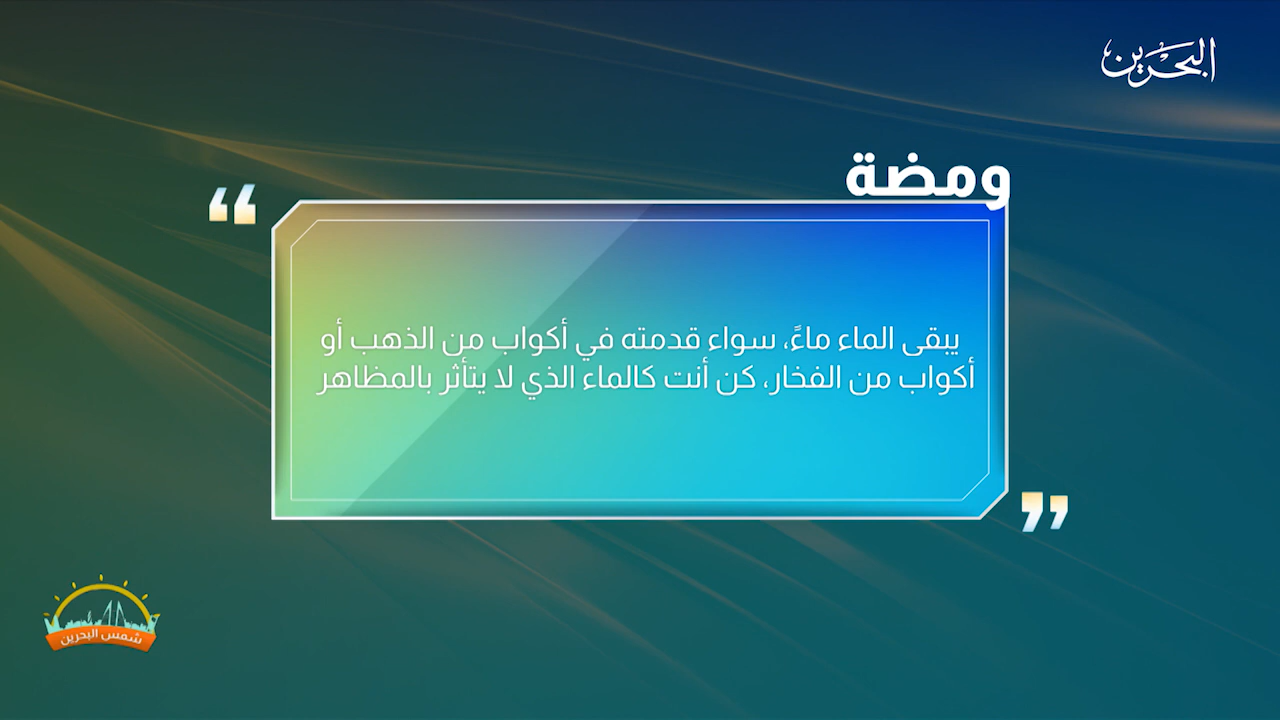 البحرين
ومضة
يبقى الماء ماءً، سواء قدمته في أكواب من الذهب أو
أكواب من الفخار، كن أنت كالماء الذي لا يتأثر بالمظاهر
شمس البحرين